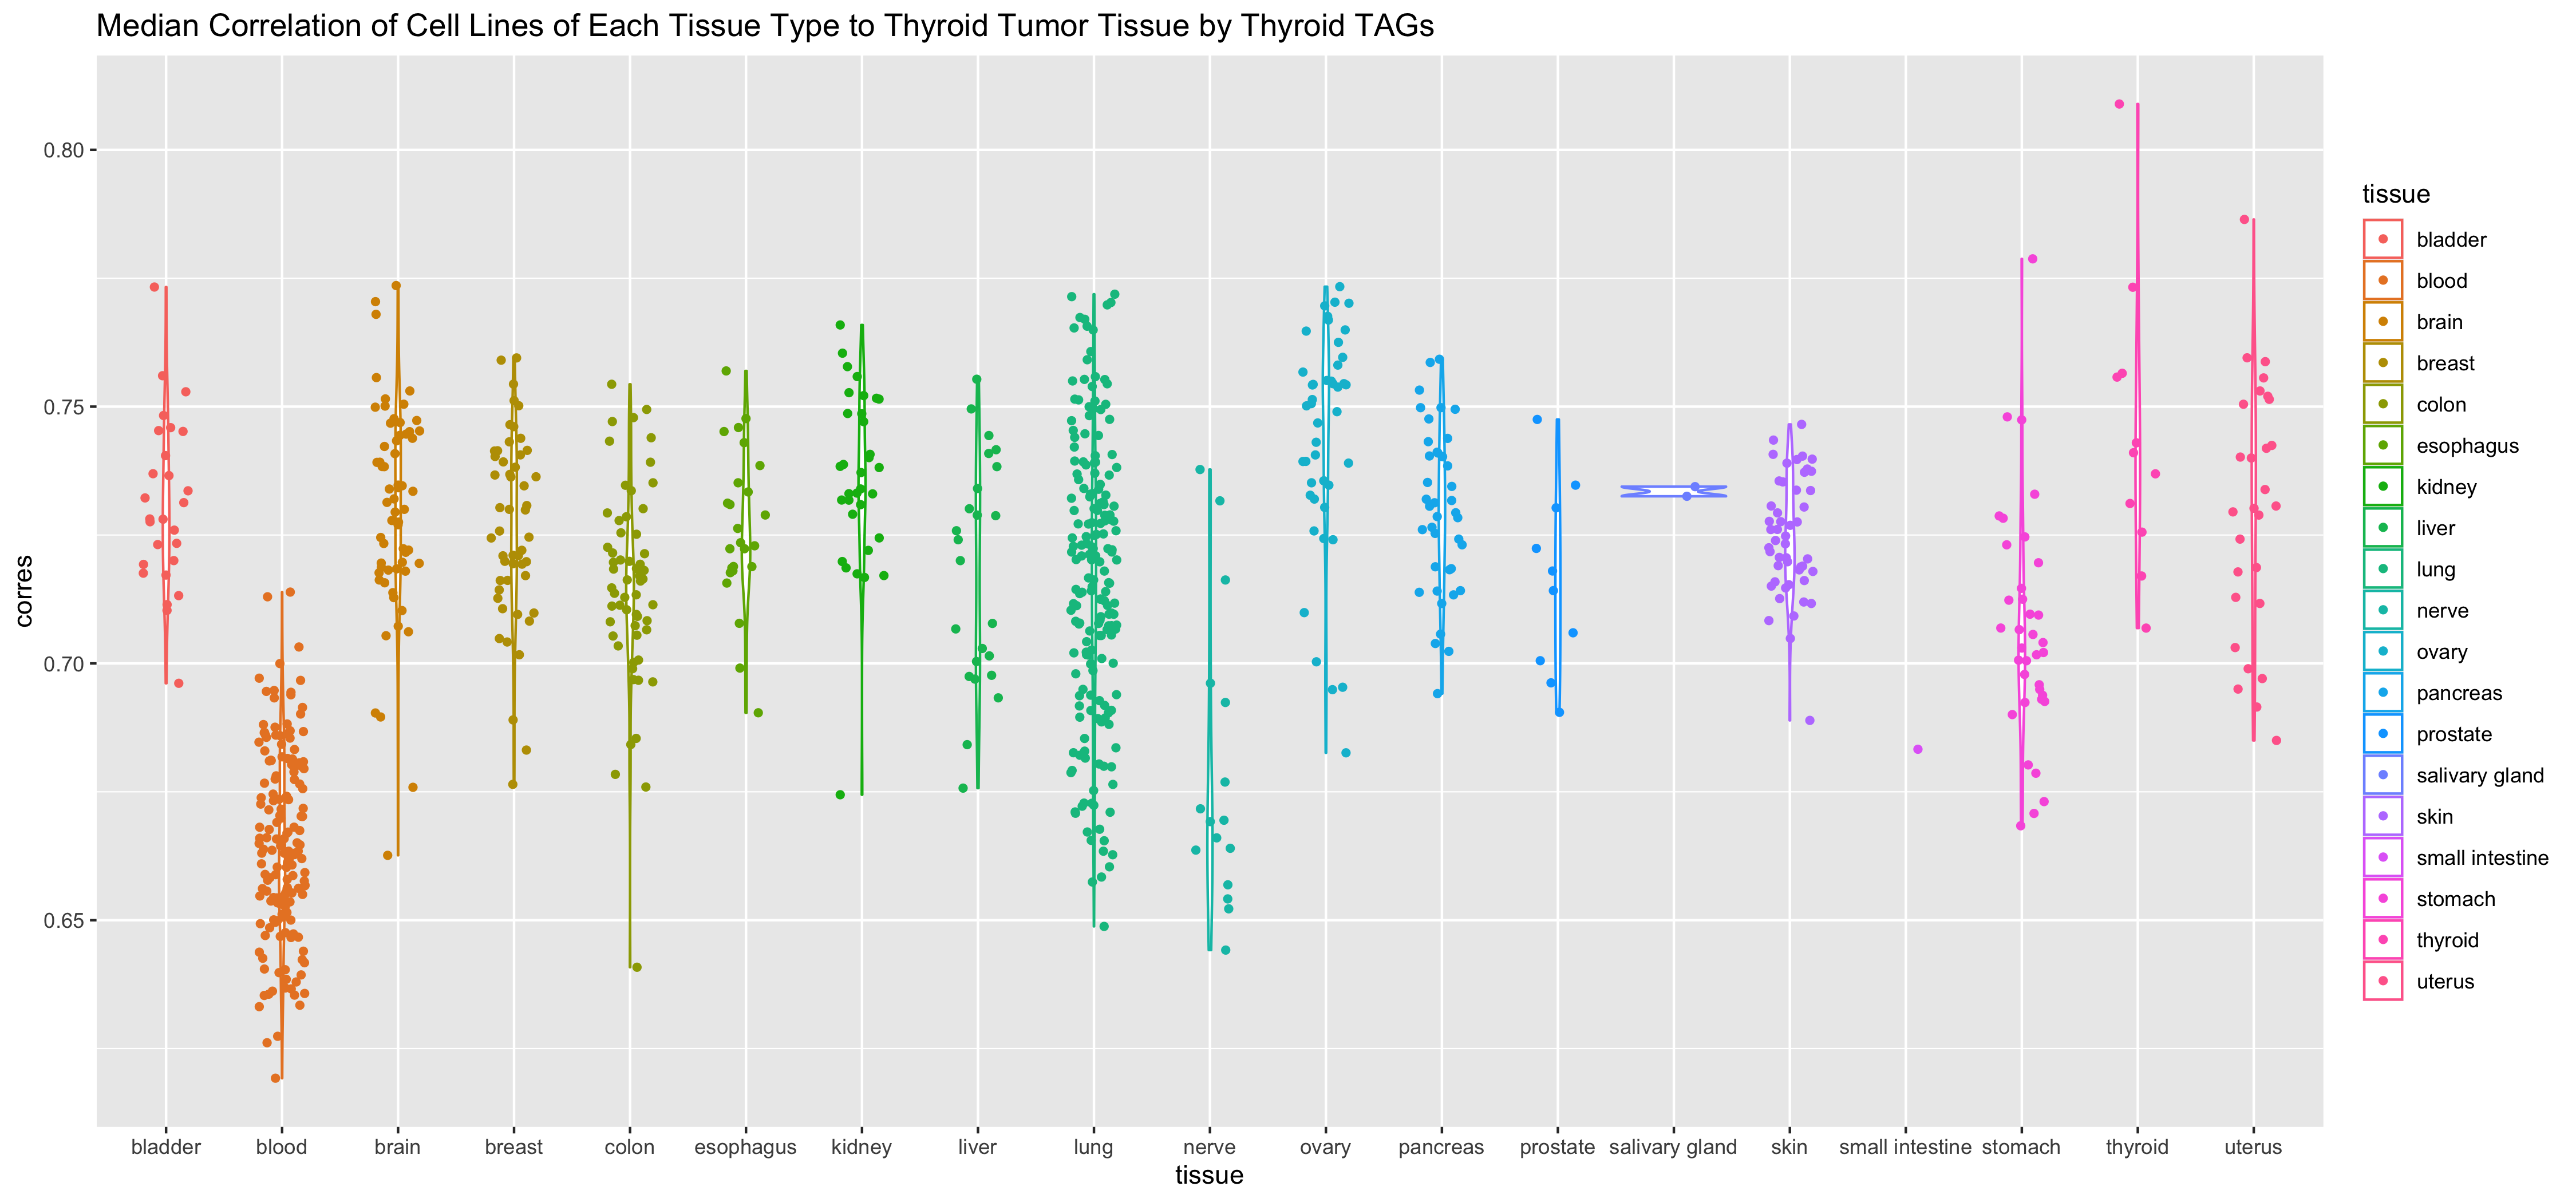 Median Correlation of Cell Lines of Each Tissue Type to Thyroid Tumor Tissue by Thyroid TAGs
0.80
0.75
0.70
0.65
corres
bladder blood brain breast colon esophagus kidney liver lung nerve ovary pancreas prostate salivary gland skin small intestine stomach thyroid uterus
tissue
tissue
bladder
blood
brain
breast
colon
esophagus
kidney
liver
lung
nerve
ovary
pancreas
prostate
salivary gland
skin
small intestine
stomach
thyroid
uterus